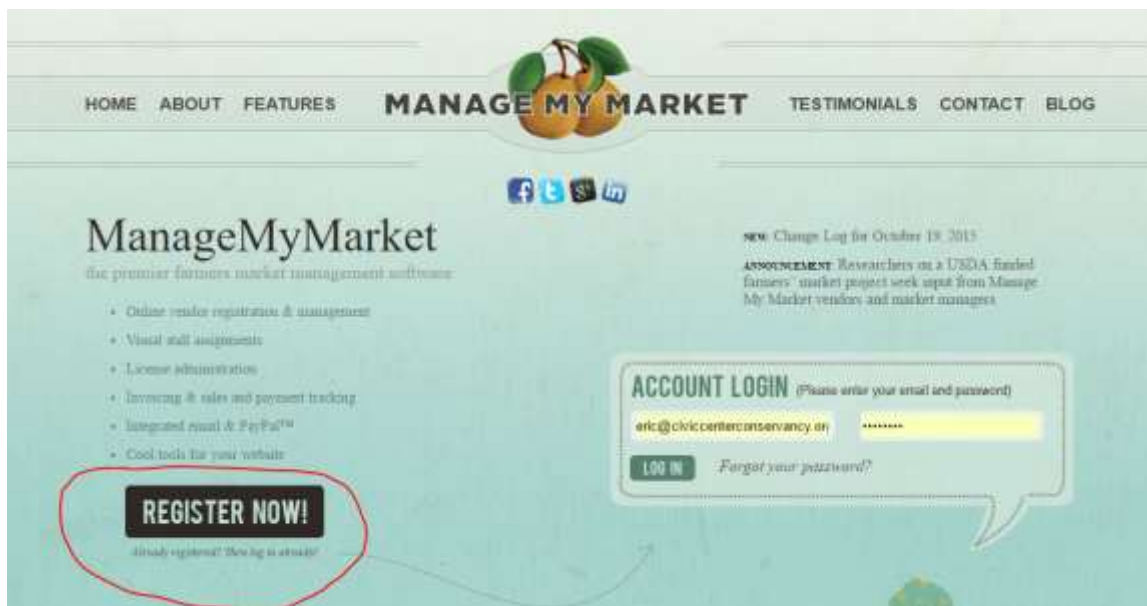 HOME ABOUT FEATURES MANAGE MY MARKET TESTIMONIALS CONTACT BLOG
ManageMyMarket
the premier farmers market management software
• Online vendor registration & management
• Visual stall assignments
• License administration
• Invoicing & sales and payment tracking
• Integrated email & PayPal™
• Cool tools for your website
REGISTER NOW!
Already registered? Then log in already!
NEW: Change Log for October 19, 2015
ANNOUNCEMENT: Researchers on a USDA funded
farmers' market project seek input from Manage
My Market vendors and market managers
ACCOUNT LOGIN (Please enter your email and password)
eric@civiccenterconservancy.org
LOG IN Forgot your password?